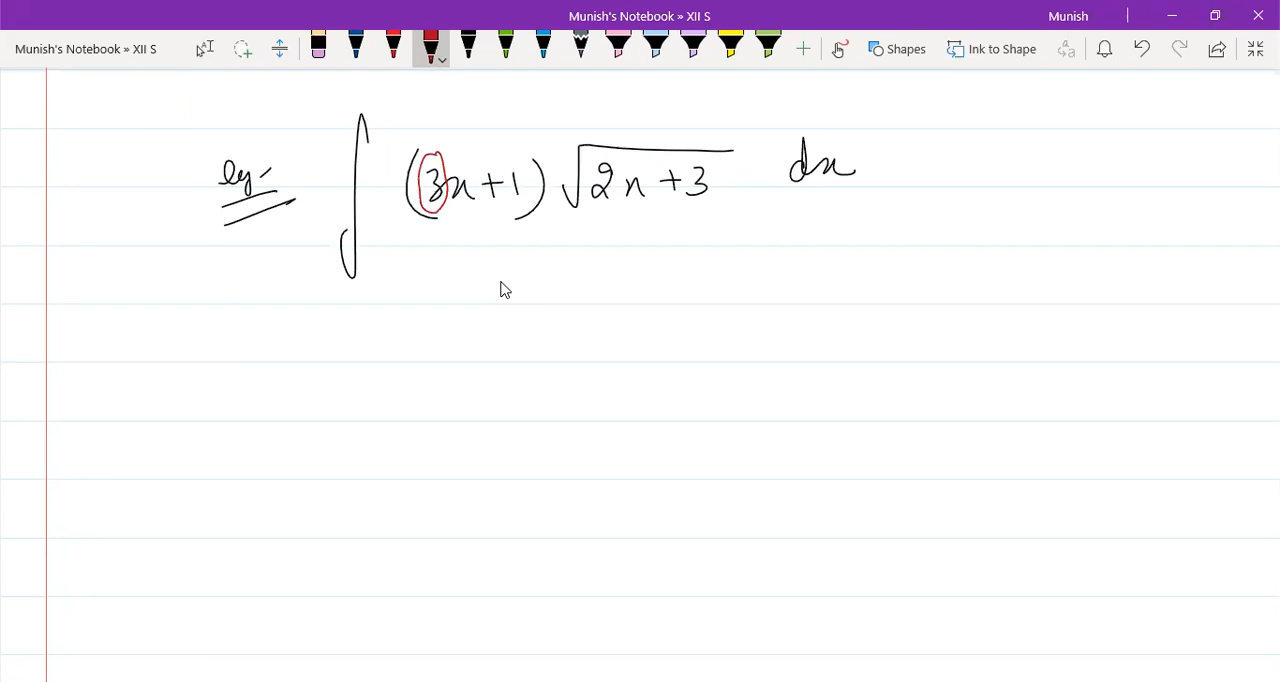 Munish's Notebook » XII S
Munish
Munish's Notebook » XII S
Shapes
Ink to Shape
eg:- ∫ (3x+1) √(2x+3) dx